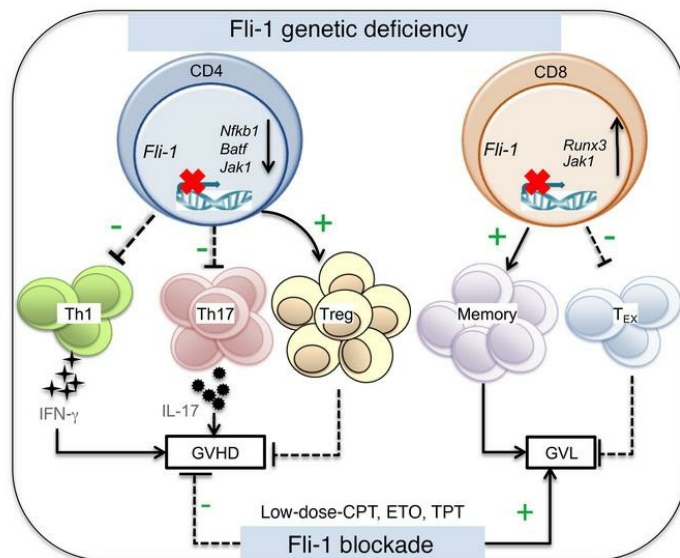 Fli-1 genetic deficiency
CD4
CD8
Nfkb1
Batf
Jak1
Fli-1
Runx3
Jak1
Fli-1
-
-
+
+
-
Th1
Th17
Treg
Memory
TEX
IFN-γ
IL-17
GVHD
GVL
-
Low-dose-CPT, ETO, TPT
+
Fli-1 blockade